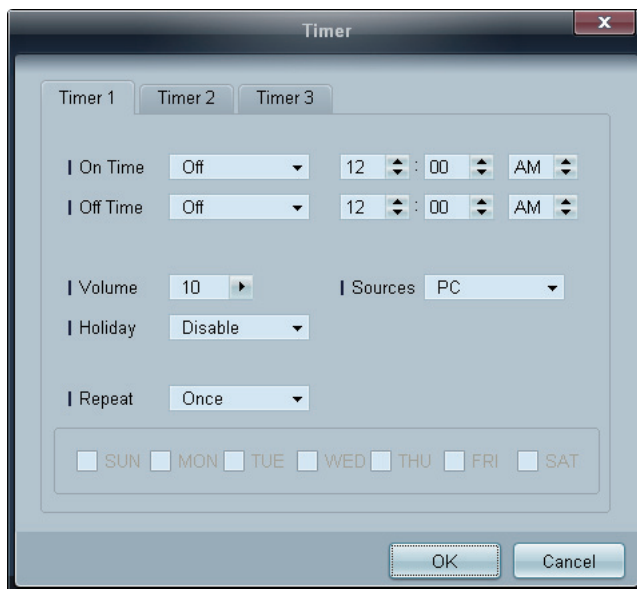 Timer
Timer 1 Timer 2 Timer 3
On Time Off 12 : 00 AM
Off Time Off 12 : 00 AM
Volume 10 Sources PC
Holiday Disable
Repeat Once
SUN MON TUE WED THU FRI SAT
OK Cancel